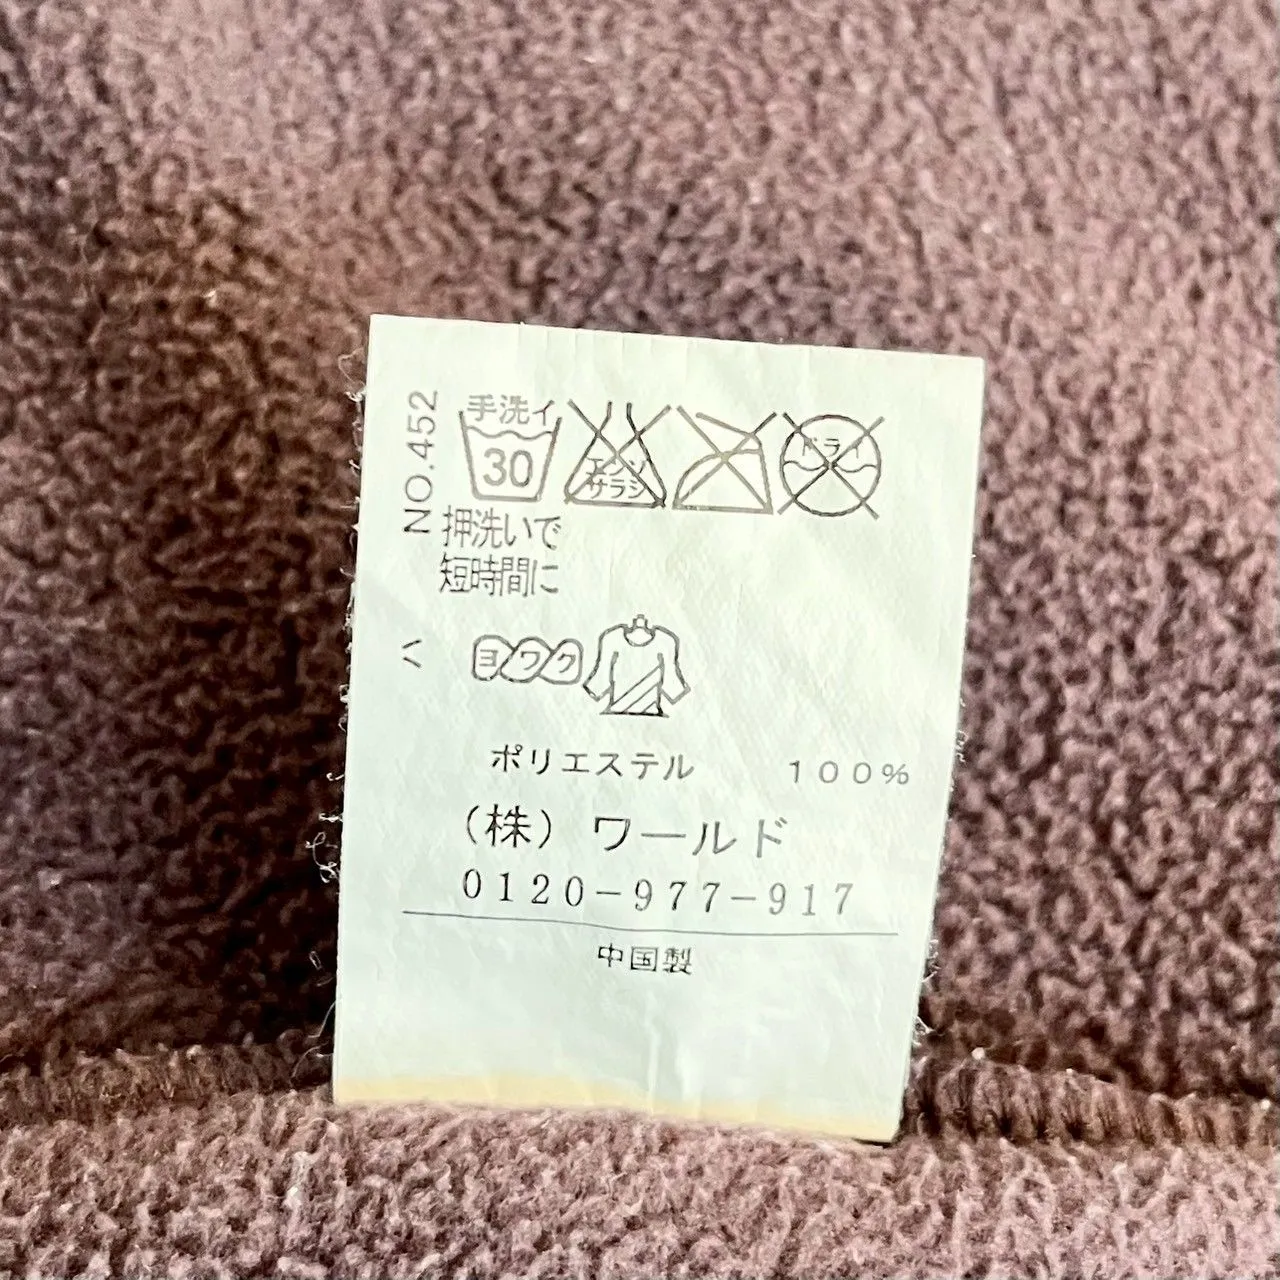 NO.452
手洗イ
30
エンソ
サラシ
ドライ
押洗いで
短時間に
ハ
ヨワク
ポリエステル 100%
(株) ワールド
0120-977-917
中国製